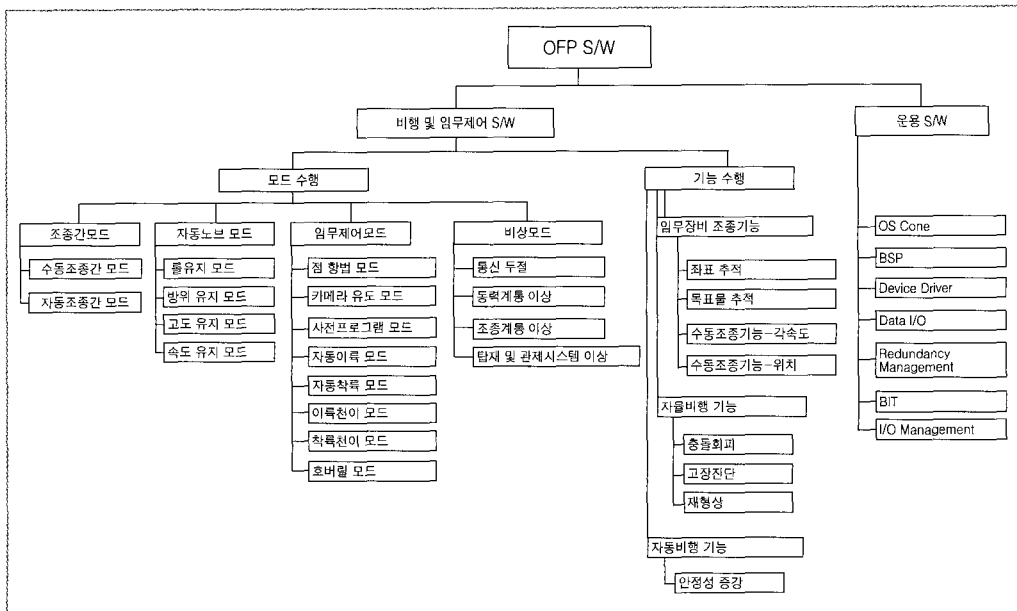 OFP S/W
비행 및 임무제어 S/W
운용 S/W
모드 수행
기능 수행
조종간모드
수동조종간 모드
자동조종간 모드
자동노브 모드
롤유지 모드
방위 유지 모드
고도 유지 모드
속도 유지 모드
임무제어모드
점 항법 모드
카메라 유도 모드
사전프로그램 모드
자동이륙 모드
자동착륙 모드
이륙천이 모드
착륙천이 모드
호버링 모드
비상모드
통신 두절
동력계통 이상
조종계통 이상
탑재 및 관제시스템 이상
임무장비 조종기능
좌표 추적
목표물 추적
수동조종기능-각속도
수동조종기능-위치
자율비행 기능
충돌회피
고장진단
재형상
자동비행 기능
안정성 증강
OS Cone
BSP
Device Driver
Data I/O
Redundancy
Management
BIT
I/O Management